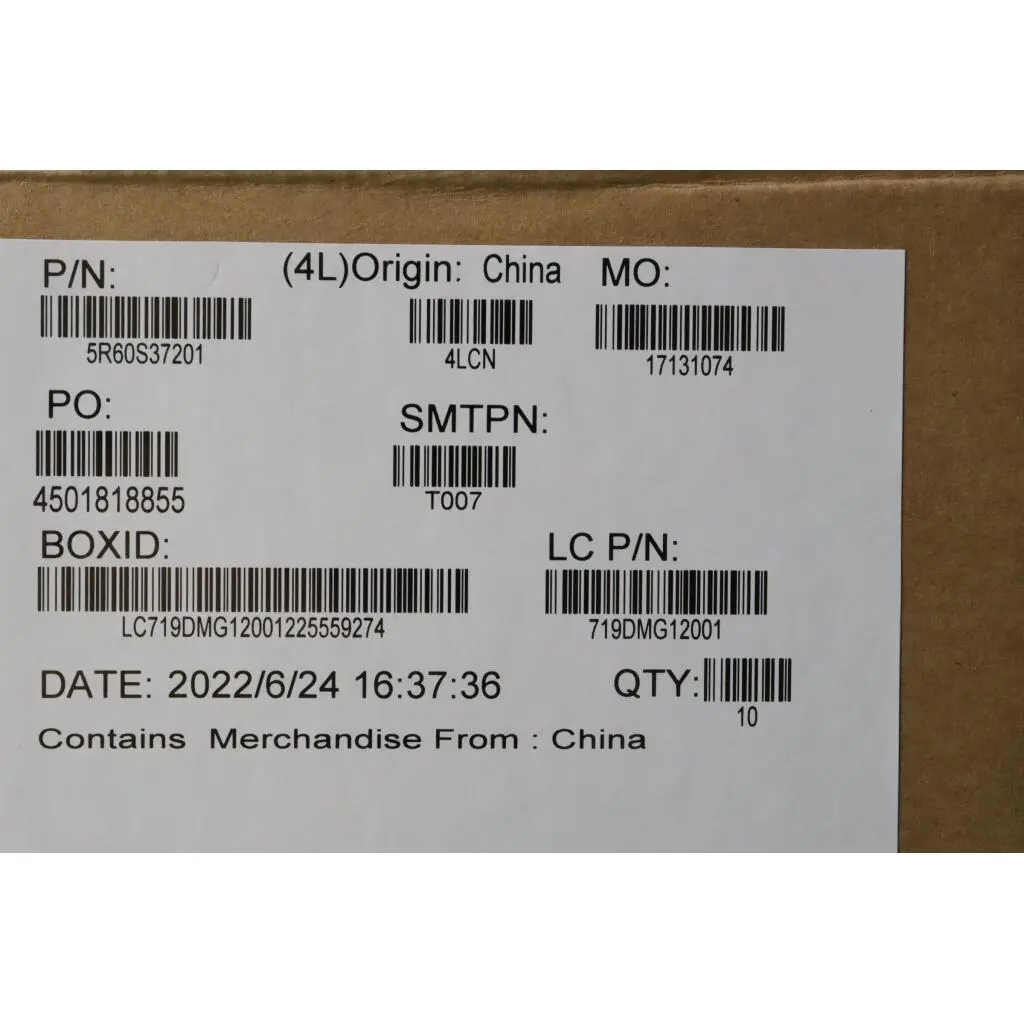 P/N: (4L)Origin: China MO:
5R60S37201 4LCN 17131074
PO: SMTPN:
4501818855 T007
BOXID: LC P/N:
LC719DMG12001225559274 719DMG12001
DATE: 2022/6/24 16:37:36 QTY:
10
Contains Merchandise From : China